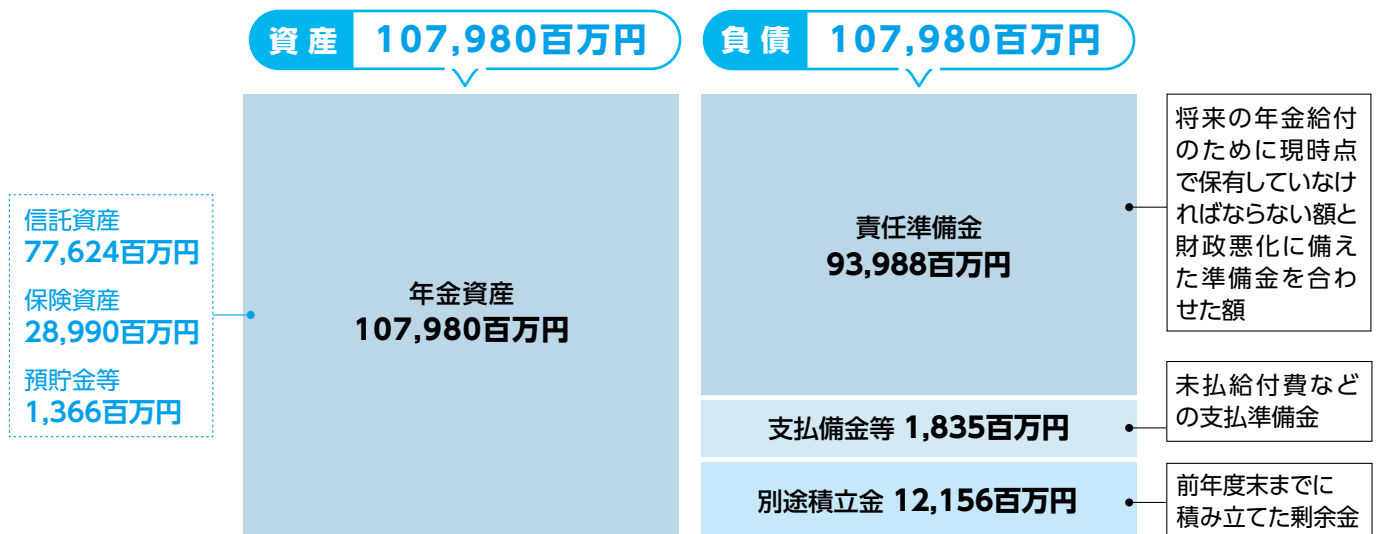 資産 107,980百万円
負債 107,980百万円
信託資産
77,624百万円
保険資産
28,990百万円
預貯金等
1,366百万円
年金資産
107,980百万円
責任準備金
93,988百万円
支払備金等 1,835百万円
別途積立金 12,156百万円
将来の年金給付
のために現時点
で保有していなけ
ればならない額と
財政悪化に備え
た準備金を合わ
せた額
未払給付費など
の支払準備金
前年度末までに
積み立てた剰余金